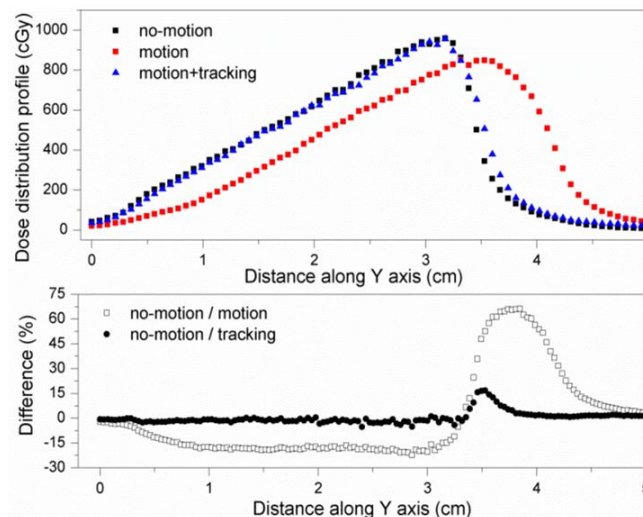 1000
800
600
400
200
0
Dose distribution profile (cGy)
no-motion
motion
motion+tracking
0 1 2 3 4
Distance along Y axis (cm)
75
60
45
30
15
0
-15
-30
Difference (%)
no-motion / motion
no-motion / tracking
0 1 2 3 4 5
Distance along Y axis (cm)